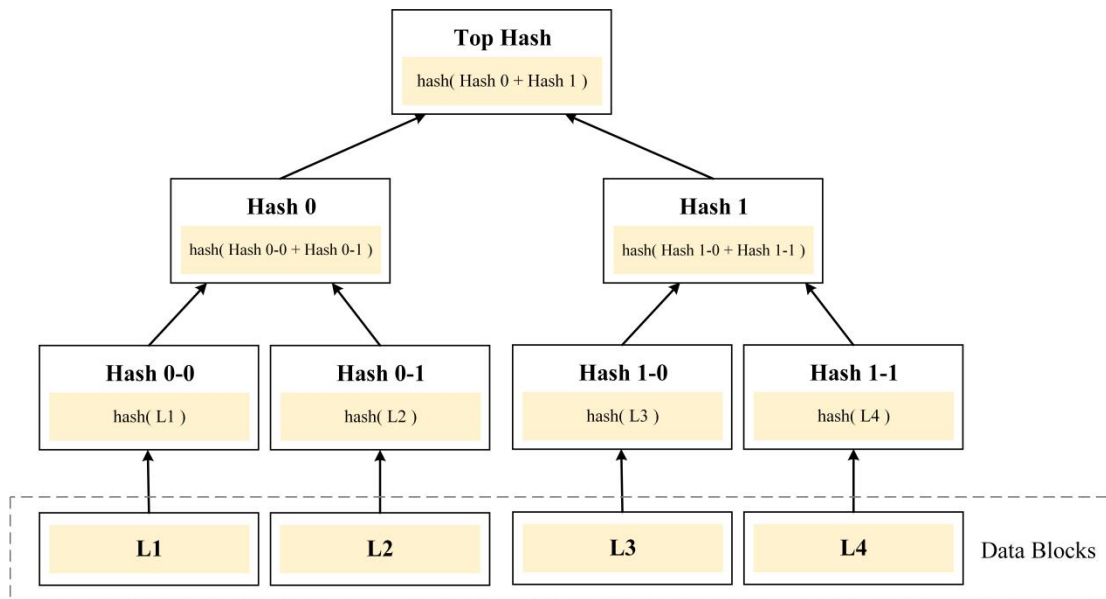 Top Hash
hash( Hash 0 + Hash 1 )
Hash 0
hash( Hash 0-0 + Hash 0-1 )
Hash 1
hash( Hash 1-0 + Hash 1-1 )
Hash 0-0
hash( L1 )
Hash 0-1
hash( L2 )
Hash 1-0
hash( L3 )
Hash 1-1
hash( L4 )
L1
L2
L3
L4
Data Blocks